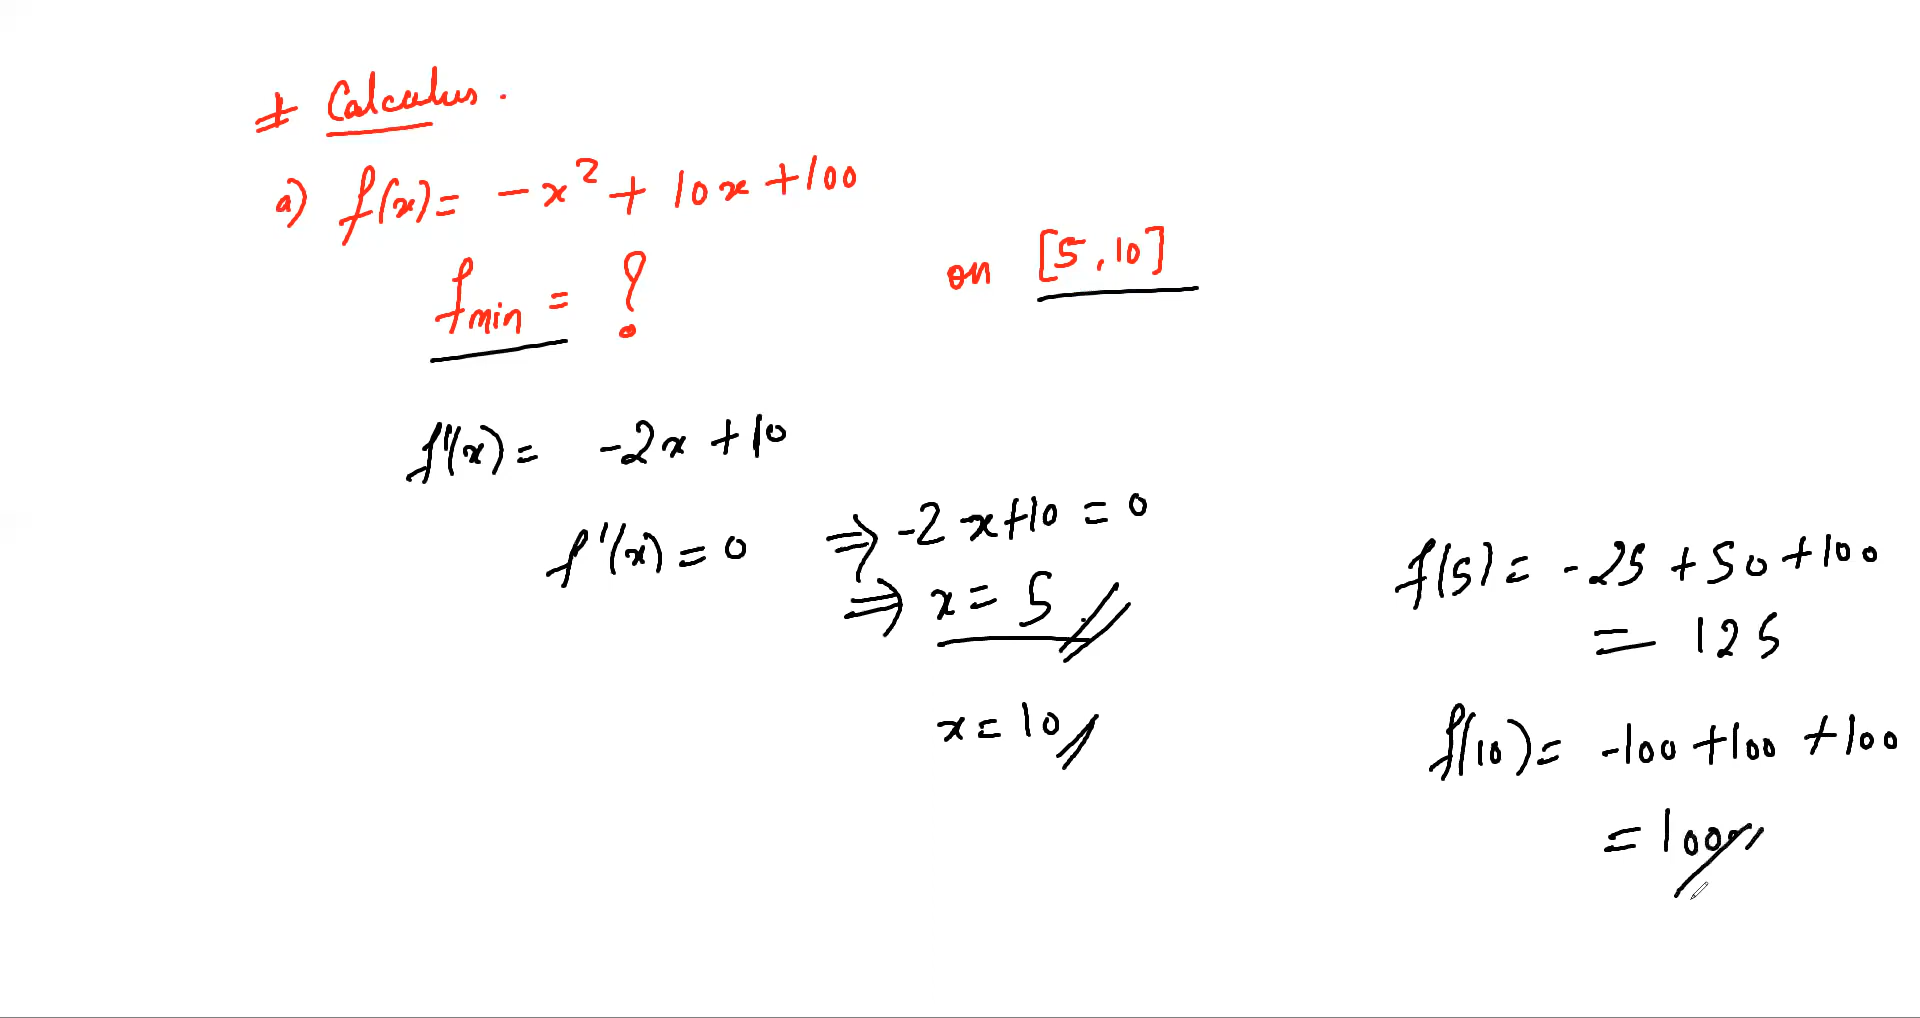 # Calculus.
a) f(x) = -x² + 10x + 100
on [5, 10]
fmin = ?
f'(x) = -2x + 10
f'(x) = 0 ⇒ -2x + 10 = 0
⇒ x = 5
x = 10
f(5) = -25 + 50 + 100
= 125
f(10) = -100 + 100 + 100
= 100